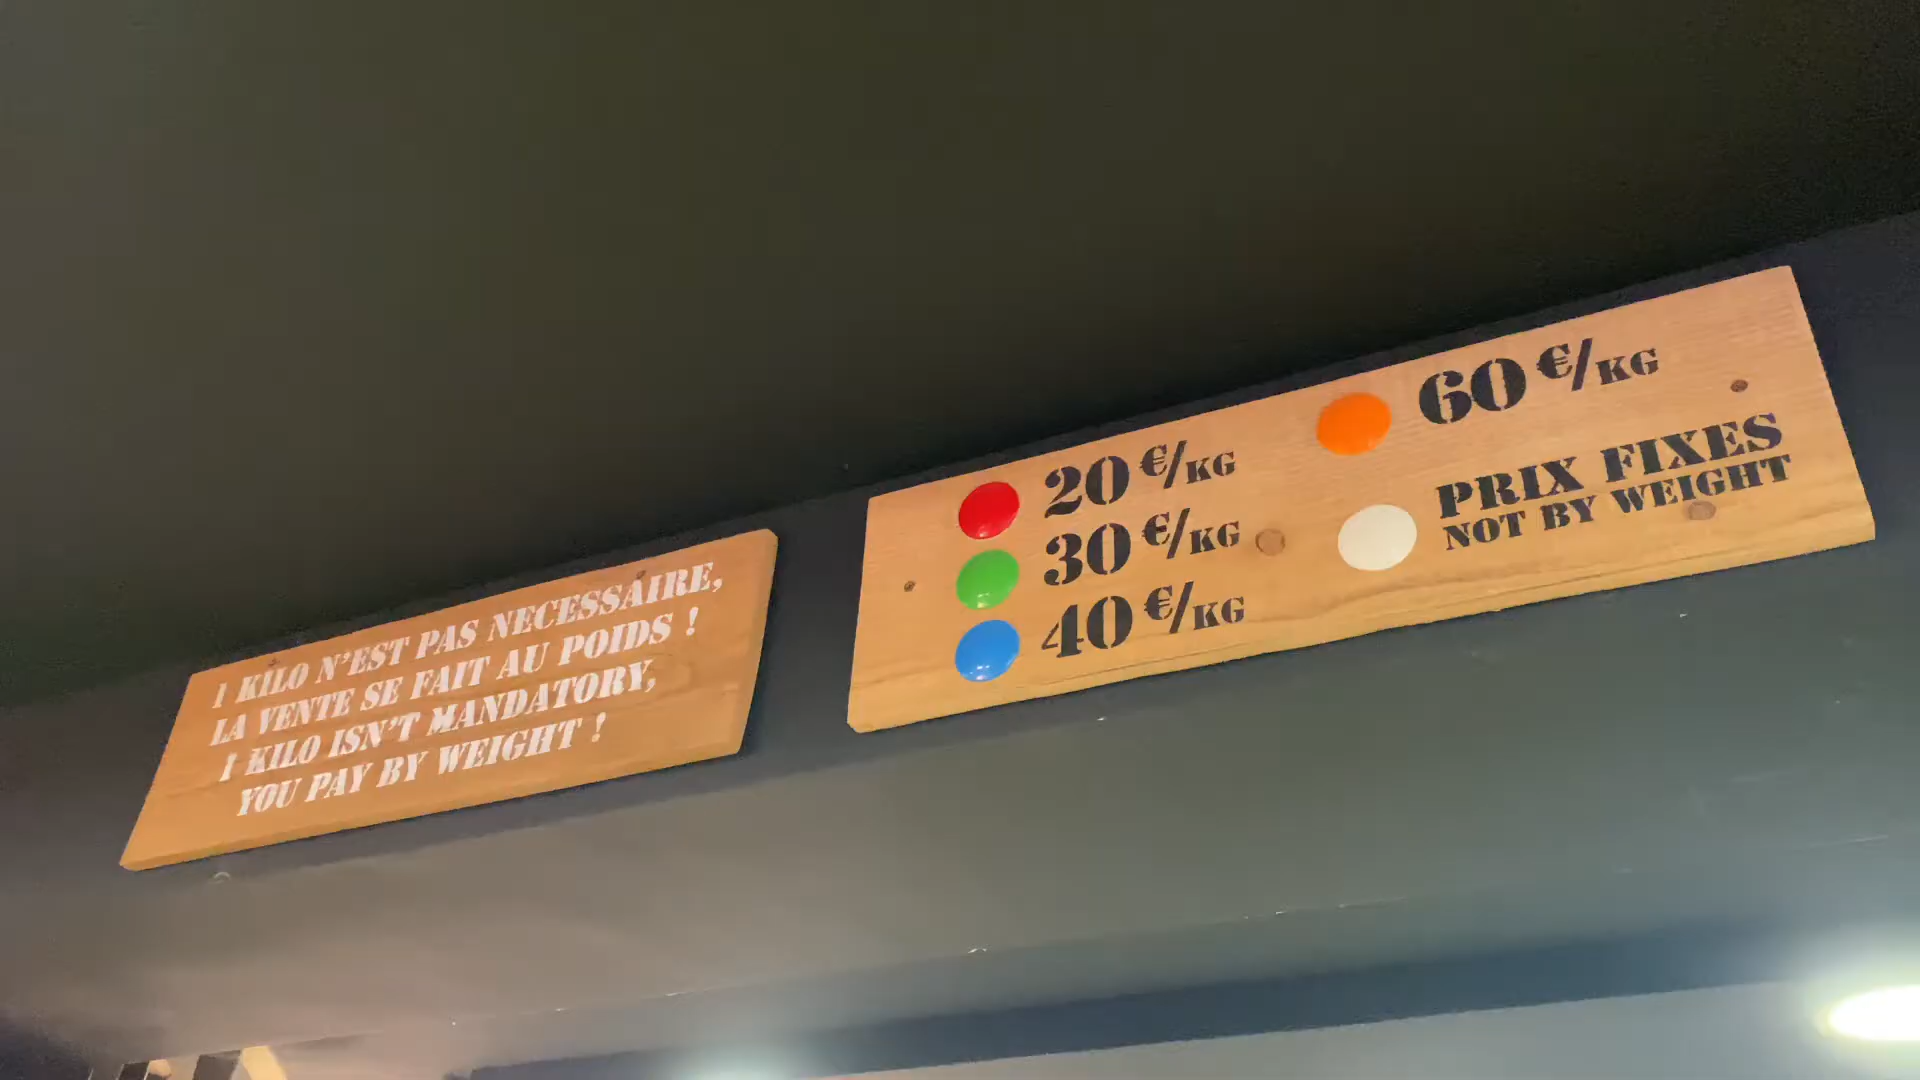 1 KILO N'EST PAS NECESSAIRE,
LA VENTE SE FAIT AU POIDS !
1 KILO ISN'T MANDATORY,
YOU PAY BY WEIGHT !
20 €/KG
30 €/KG
40 €/KG
60 €/KG
PRIX FIXES
NOT BY WEIGHT